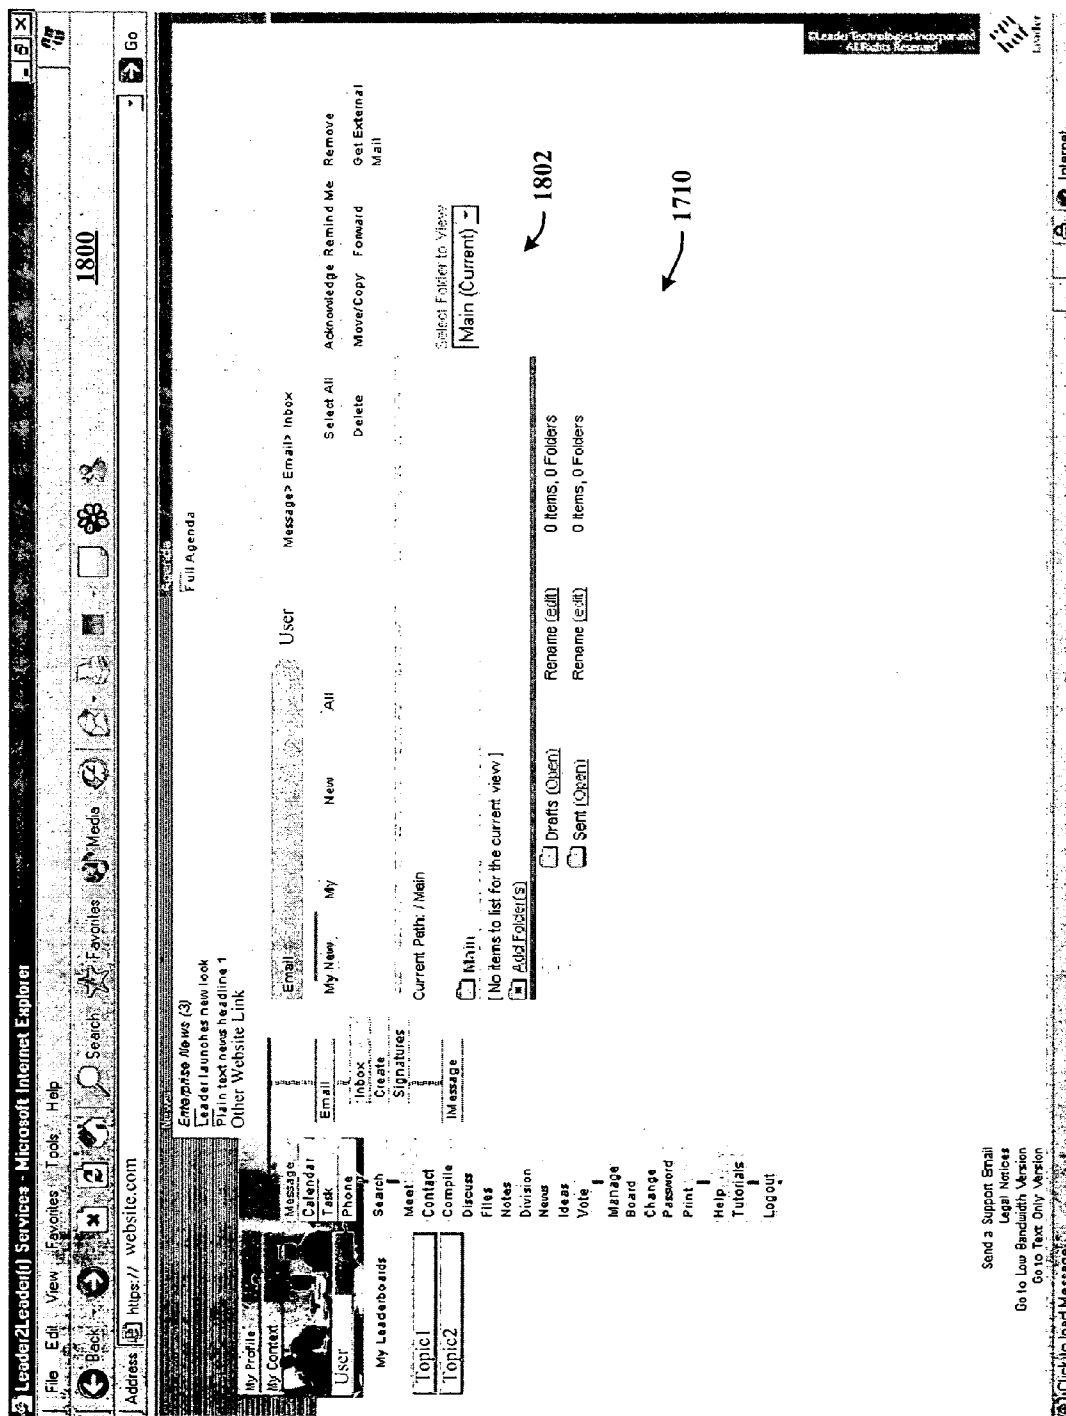 Leader2Leader(t) Services - Microsoft Internet Explorer
File Edit View Favorites Tools Help
Back Search Favorites Media
1800
Address https:// website.com Go
News Agenda
Enterprise News (3)
Leader launches new look
Plain text news headline 1
Other Website Link
Full Agenda
My Profile
My Context
User
My Leaderboards
Topic1
Topic2
Message
Calendar
Task
Phone
Search
Meet
Contact
Compile
Discuss
Files
Notes
Division
News
Ideas
Vote
Manage
Board
Change
Password
Print
Help
Tutorials
Logout
Email
Inbox
Create
Signatures
IMessage
Email User Message> Email> Inbox
My New My New All
Select All Acknowledge Remind Me Remove
Delete Move/Copy Forward Get External
Mail
Current Path: / Main
Select Folder to View
Main (Current)
Main
[ No items to list for the current view ]
Add Folder(s)
1802
Drafts (Open) Rename (edit) 0 Items, 0 Folders
Sent (Open) Rename (edit) 0 Items, 0 Folders
1710
©Leader Technologies Incorporated
All Rights Reserved
Leader
Send a Support Email
Legal Notices
Go to Low Bandwidth Version
Go to Text Only Version
Internet